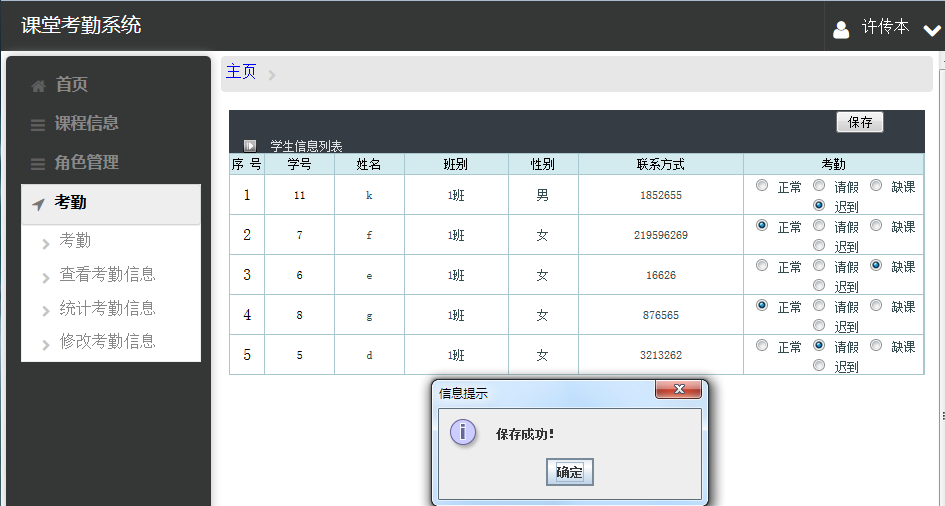 课堂考勤系统
许传本
首页
课程信息
角色管理
考勤
考勤
查看考勤信息
统计考勤信息
修改考勤信息
主页
保存
学生信息列表
序 号 学号 姓名 班别 性别 联系方式 考勤
1 11 k 1班 男 1852655 正常 请假 缺课
迟到
2 7 f 1班 女 219596269 正常 请假 缺课
迟到
3 6 e 1班 女 16626 正常 请假 缺课
迟到
4 8 g 1班 女 876565 正常 请假 缺课
迟到
5 5 d 1班 女 3213262 正常 请假 缺课
迟到
信息提示
保存成功!
确定